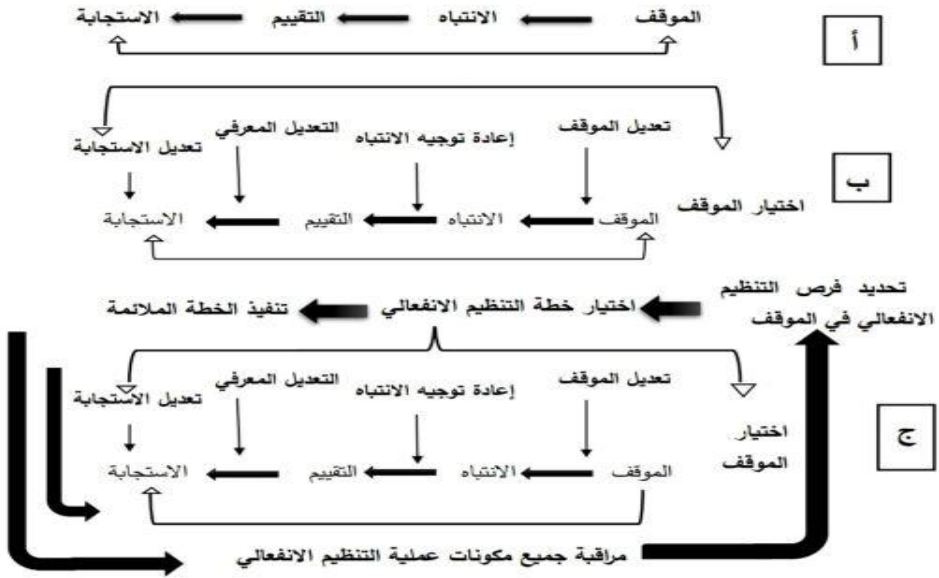 الموقف الانتباه التقييم الاستجابة
أ
تعديل الموقف إعادة توجيه الانتباه التعديل المعرفي تعديل الاستجابة
ب
اختيار الموقف الموقف الانتباه التقييم الاستجابة
تحديد فرص التنظيم
الانفعالي في الموقف
اختيار خطة التنظيم الانفعالي
تنفيذ الخطة الملائمة
تعديل الموقف إعادة توجيه الانتباه التعديل المعرفي تعديل الاستجابة
ج
اختيار
الموقف
الموقف الانتباه التقييم الاستجابة
مراقبة جميع مكونات عملية التنظيم الانفعالي